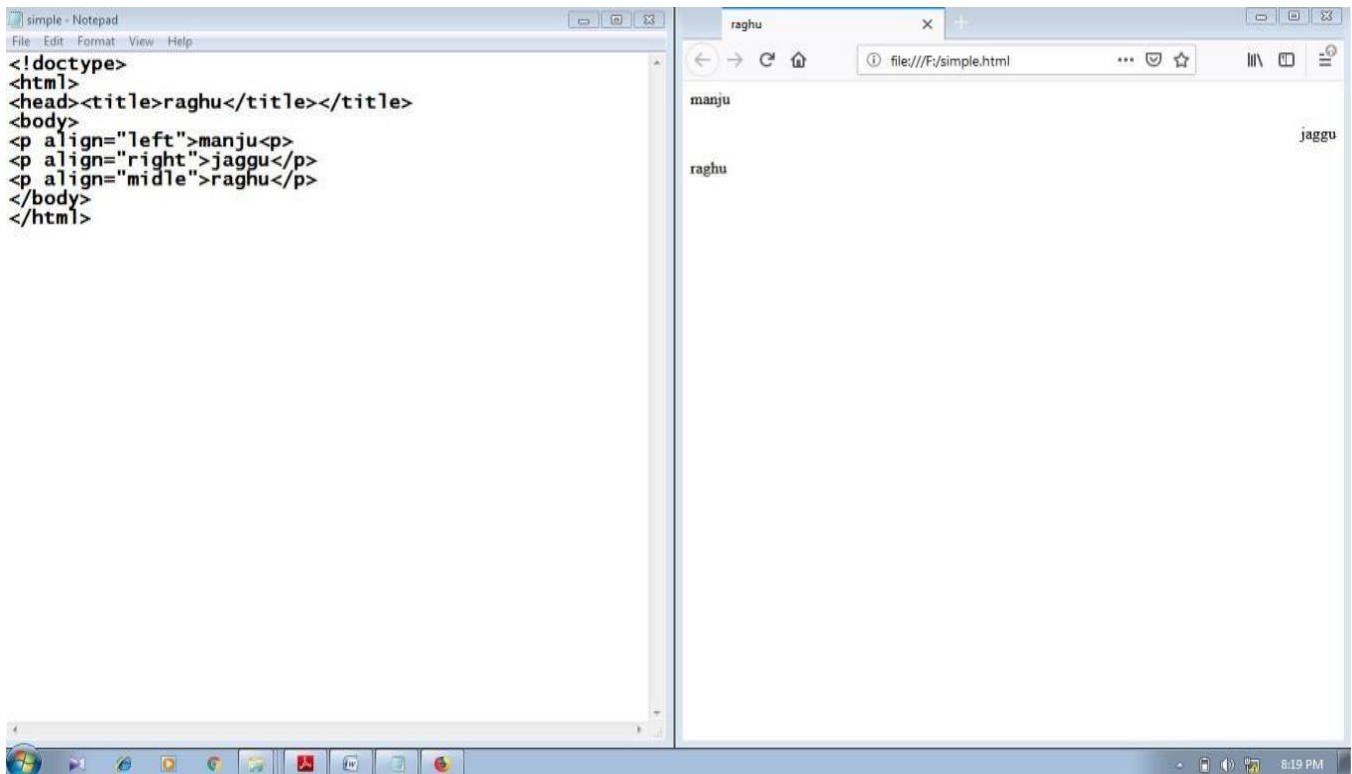 simple - Notepad
File Edit Format View Help
<!doctype>
<html>
<head><title>raghu</title></title>
<body>
<p align="left">manju<p>
<p align="right">jaggu</p>
<p align="midle">raghu</p>
</body>
</html>
raghu
file:///F:/simple.html
manju
jaggu
raghu
8:19 PM